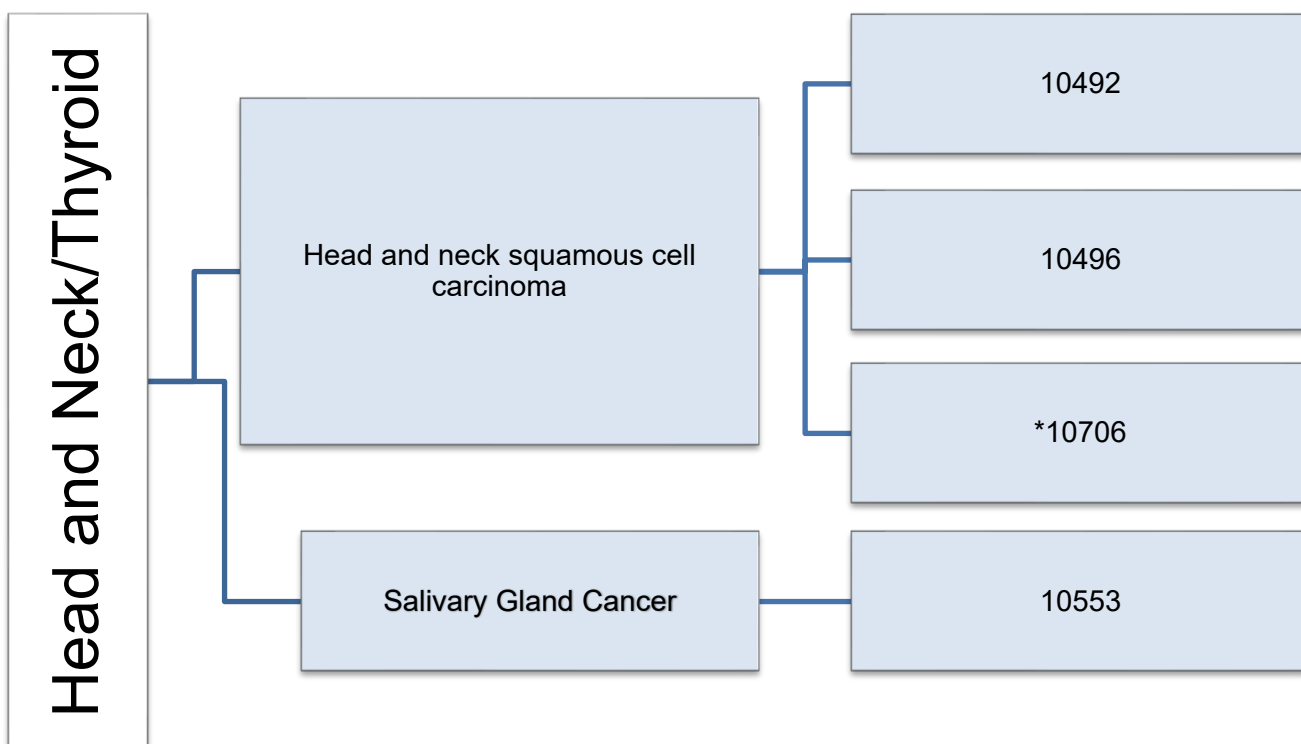 Head and Neck/Thyroid
Head and neck squamous cell
carcinoma
10492
10496
*10706
Salivary Gland Cancer
10553